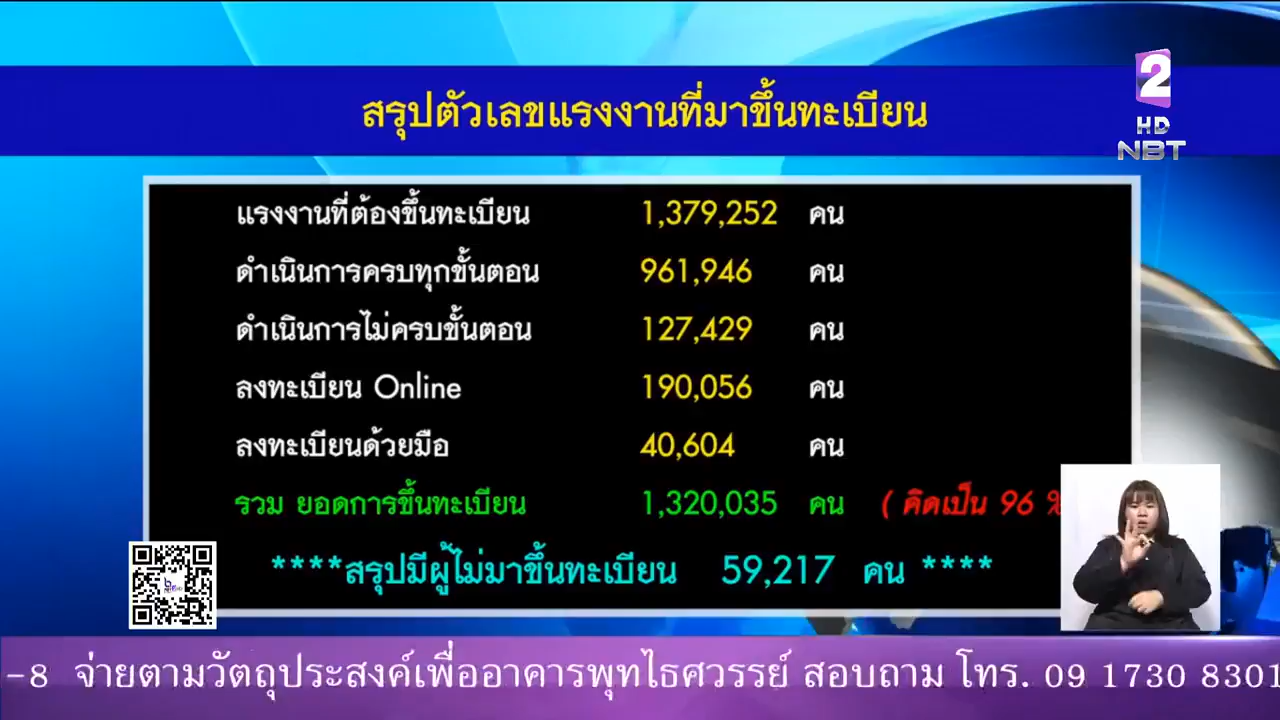 สรุปตัวเลขแรงงานที่มาขึ้นทะเบียน
2
HD
NBT
แรงงานที่ต้องขึ้นทะเบียน 1,379,252 คน
ดำเนินการครบทุกขั้นตอน 961,946 คน
ดำเนินการไม่ครบขั้นตอน 127,429 คน
ลงทะเบียน Online 190,056 คน
ลงทะเบียนด้วยมือ 40,604 คน
รวม ยอดการขึ้นทะเบียน 1,320,035 คน ( คิดเป็น 96 %
****สรุปมีผู้ไม่มาขึ้นทะเบียน 59,217 คน ****
-8 จ่ายตามวัตถุประสงค์เพื่ออาคารพุทไธศวรรย์ สอบถาม โทร. 09 1730 8301